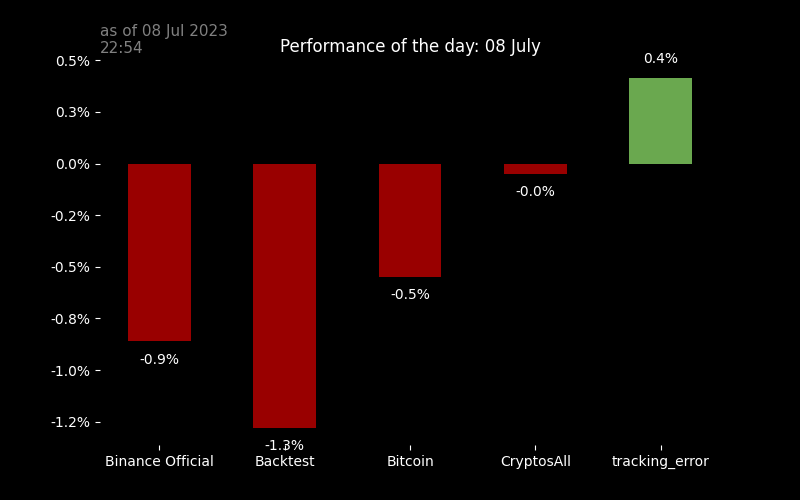 as of 08 Jul 2023
22:54
Performance of the day: 08 July
0.5%
0.3%
0.0%
-0.2%
-0.5%
-0.8%
-1.0%
-1.2%
-0.9%
-1.3%
-0.5%
-0.0%
0.4%
Binance Official
Backtest
Bitcoin
CryptosAll
tracking_error